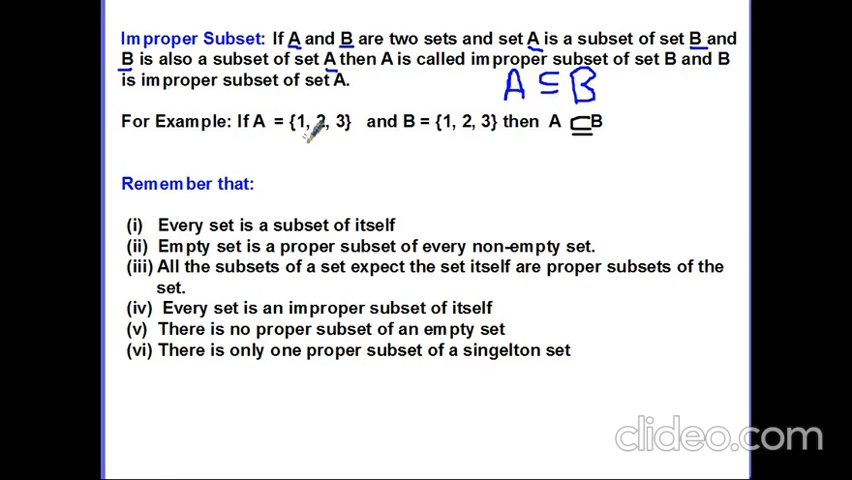 Improper Subset: If A and B are two sets and set A is a subset of set B and
B is also a subset of set A then A is called improper subset of set B and B
is improper subset of set A.
A ⊆ B
For Example: If A = {1, 2, 3} and B = {1, 2, 3} then A ⊆ B
Remember that:
(i) Every set is a subset of itself
(ii) Empty set is a proper subset of every non-empty set.
(iii) All the subsets of a set expect the set itself are proper subsets of the
set.
(iv) Every set is an improper subset of itself
(v) There is no proper subset of an empty set
(vi) There is only one proper subset of a singelton set
clideo.com